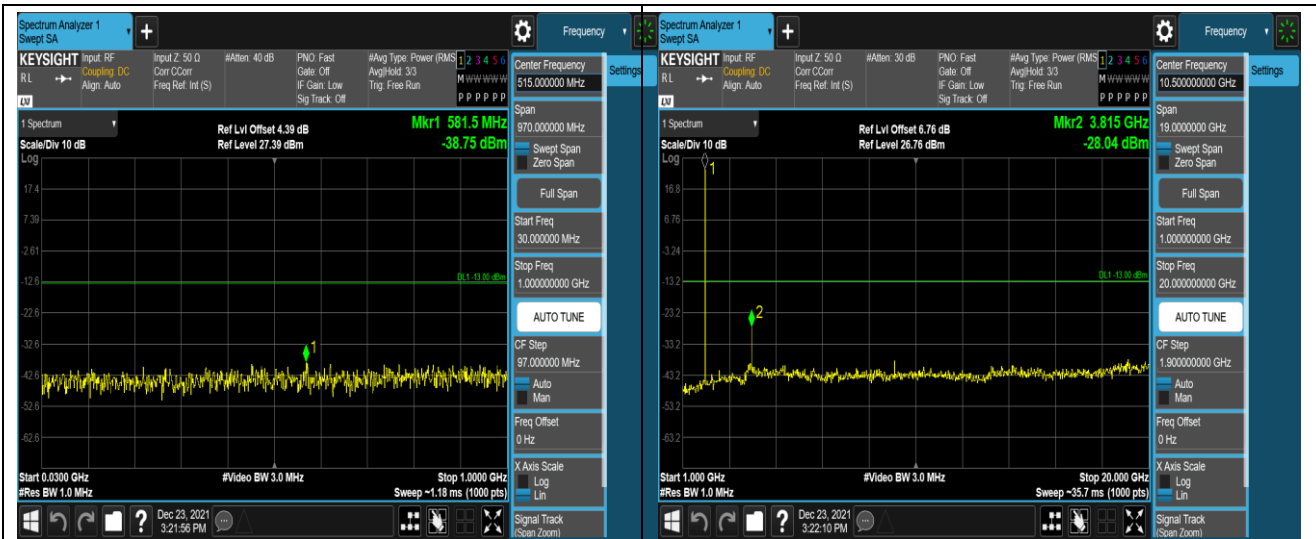 Spectrum Analyzer 1
Swept SA
+
Frequency
KEYSIGHT
Input: RF
Input Z: 50 Ω
#Atten: 40 dB
PNO: Fast
#Avg Type: Power (RMS
1 2 3 4 5 6
RL
Coupling: DC
Corr CCorr
Gate: Off
Avg|Hold: 3/3
M W W W W W
Align: Auto
Freq Ref: Int (S)
IF Gain: Low
Trig: Free Run
Sig Track: Off
P P P P P P
LXI
1 Spectrum
Ref Lvl Offset 4.39 dB
Mkr1 581.5 MHz
Scale/Div 10 dB
Ref Level 27.39 dBm
-38.75 dBm
Log
17.4
7.39
-2.61
-12.6
DL1 -13.00 dBm
-22.6
-32.6
1
-42.6
-52.6
-62.6
Start 0.0300 GHz
#Video BW 3.0 MHz
Stop 1.0000 GHz
#Res BW 1.0 MHz
Sweep ~1.18 ms (1000 pts)
Dec 23, 2021
3:21:56 PM
Center Frequency
515.000000 MHz
Settings
Span
970.000000 MHz
Swept Span
Zero Span
Full Span
Start Freq
30.000000 MHz
Stop Freq
1.000000000 GHz
AUTO TUNE
CF Step
97.000000 MHz
Auto
Man
Freq Offset
0 Hz
X Axis Scale
Log
Lin
Signal Track
(Span Zoom)
Spectrum Analyzer 1
Swept SA
+
Frequency
KEYSIGHT
Input: RF
Input Z: 50 Ω
#Atten: 30 dB
PNO: Fast
#Avg Type: Power (RMS
1 2 3 4 5 6
RL
Coupling: DC
Corr CCorr
Gate: Off
Avg|Hold: 3/3
M W W W W W
Align: Auto
Freq Ref: Int (S)
IF Gain: Low
Trig: Free Run
Sig Track: Off
P P P P P P
LXI
1 Spectrum
Ref Lvl Offset 6.76 dB
Mkr2 3.815 GHz
Scale/Div 10 dB
Ref Level 26.76 dBm
-28.04 dBm
Log
1
16.8
6.76
-3.24
-13.2
DL1 -13.00 dBm
-23.2
2
-33.2
-43.2
-53.2
-63.2
Start 1.000 GHz
#Video BW 3.0 MHz
Stop 20.000 GHz
#Res BW 1.0 MHz
Sweep ~35.7 ms (1000 pts)
Dec 23, 2021
3:22:10 PM
Center Frequency
10.50000000 GHz
Settings
Span
19.0000000 GHz
Swept Span
Zero Span
Full Span
Start Freq
1.000000000 GHz
Stop Freq
20.00000000 GHz
AUTO TUNE
CF Step
1.900000000 GHz
Auto
Man
Freq Offset
0 Hz
X Axis Scale
Log
Lin
Signal Track
(Span Zoom)